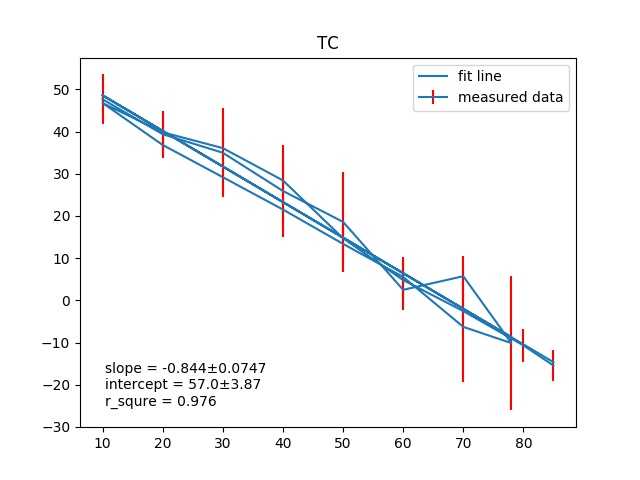 TC
fit line
measured data
50
40
30
20
10
0
−10
−20
−30
slope = -0.844±0.0747
intercept = 57.0±3.87
r_squre = 0.976
10 20 30 40 50 60 70 80